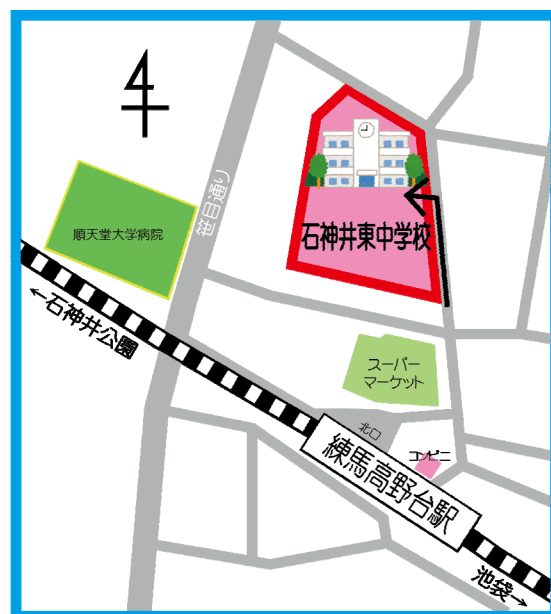 順天堂大学病院
笹目通り
石神井東中学校
←石神井公園
スーパー
マーケット
北口
コンビニ
練馬高野台駅
池袋→